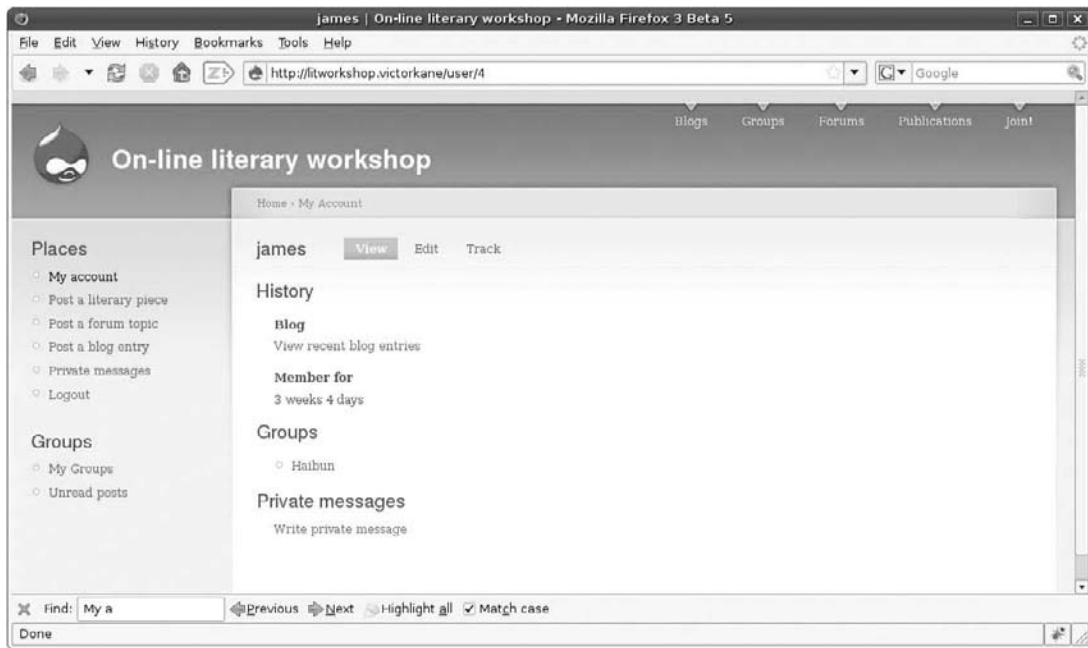 james | On-line literary workshop - Mozilla Firefox 3 Beta 5
File Edit View History Bookmarks Tools Help
http://litworkshop.victorkane/user/4
Google
Blogs Groups Forums Publications Joint
On-line literary workshop
Home › My Account
Places
My account
Post a literary piece
Post a forum topic
Post a blog entry
Private messages
Logout
Groups
My Groups
Unread posts
james View Edit Track
History
Blog
View recent blog entries
Member for
3 weeks 4 days
Groups
Haibun
Private messages
Write private message
Find: My a Previous Next Highlight all Match case
Done